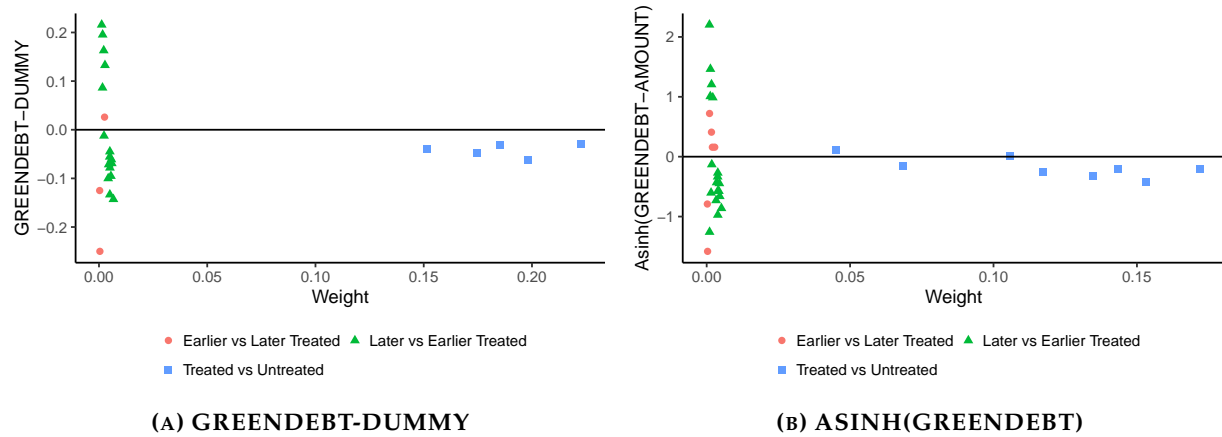 GREENDEBT−DUMMY
0.2
0.1
0.0
−0.1
−0.2
0.00
0.05
0.10
0.15
0.20
Weight
Earlier vs Later Treated
Later vs Earlier Treated
Treated vs Untreated
(A) GREENDEBT-DUMMY
Asinh(GREENDEBT−AMOUNT)
2
1
0
−1
0.00
0.05
0.10
0.15
Weight
Earlier vs Later Treated
Later vs Earlier Treated
Treated vs Untreated
(B) ASINH(GREENDEBT)